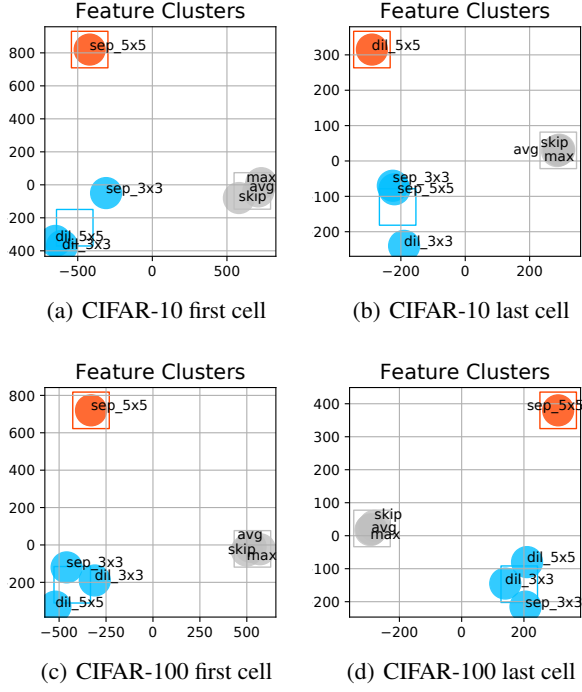 Feature Clusters
800
600
400
200
0
200
400
−500
0
500
sep_5x5
sep_3x3
max
avg
skip
dil_5x5
dil_3x3
(a) CIFAR-10 first cell
Feature Clusters
300
200
100
0
100
200
−200
0
200
dil_5x5
skip
avg
max
sep_3x3
sep_5x5
dil_3x3
(b) CIFAR-10 last cell
Feature Clusters
800
600
400
200
0
200
−500
−250
0
250
500
sep_5x5
avg
skip
max
sep_3x3
dil_3x3
dil_5x5
(c) CIFAR-100 first cell
Feature Clusters
400
300
200
100
0
100
200
−200
0
200
sep_5x5
skip
avg
max
dil_5x5
dil_3x3
sep_3x3
(d) CIFAR-100 last cell